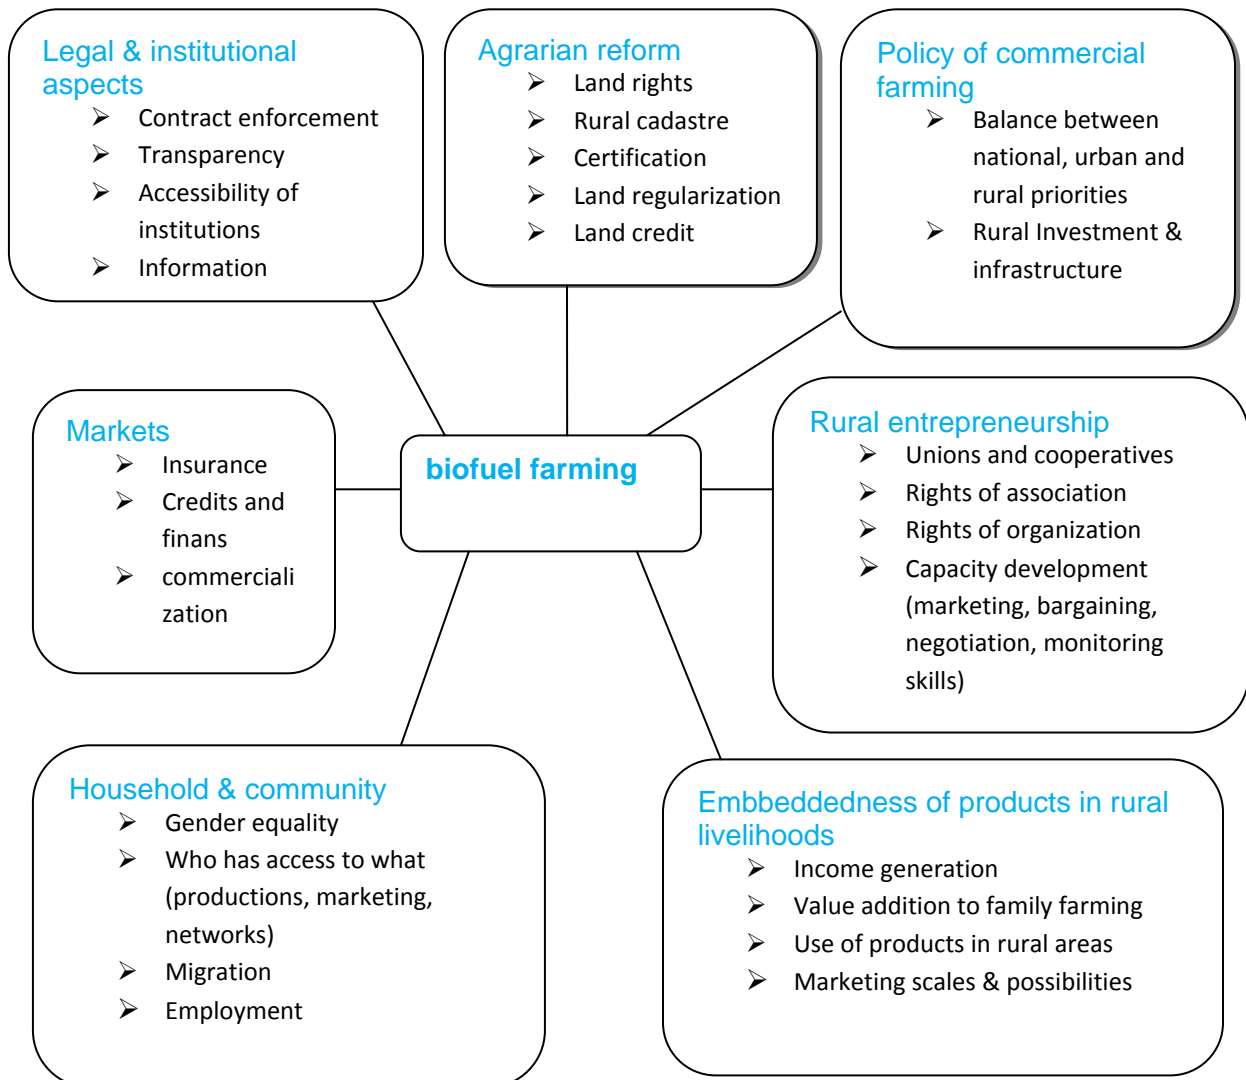 Legal & institutional
aspects
➢ Contract enforcement
➢ Transparency
➢ Accessibility of
institutions
➢ Information
Agrarian reform
➢ Land rights
➢ Rural cadastre
➢ Certification
➢ Land regularization
➢ Land credit
Policy of commercial
farming
➢ Balance between
national, urban and
rural priorities
➢ Rural Investment &
infrastructure
Markets
➢ Insurance
➢ Credits and
finans
➢ commerciali
zation
biofuel farming
Rural entrepreneurship
➢ Unions and cooperatives
➢ Rights of association
➢ Rights of organization
➢ Capacity development
(marketing, bargaining,
negotiation, monitoring
skills)
Household & community
➢ Gender equality
➢ Who has access to what
(productions, marketing,
networks)
➢ Migration
➢ Employment
Embbeddedness of products in rural
livelihoods
➢ Income generation
➢ Value addition to family farming
➢ Use of products in rural areas
➢ Marketing scales & possibilities